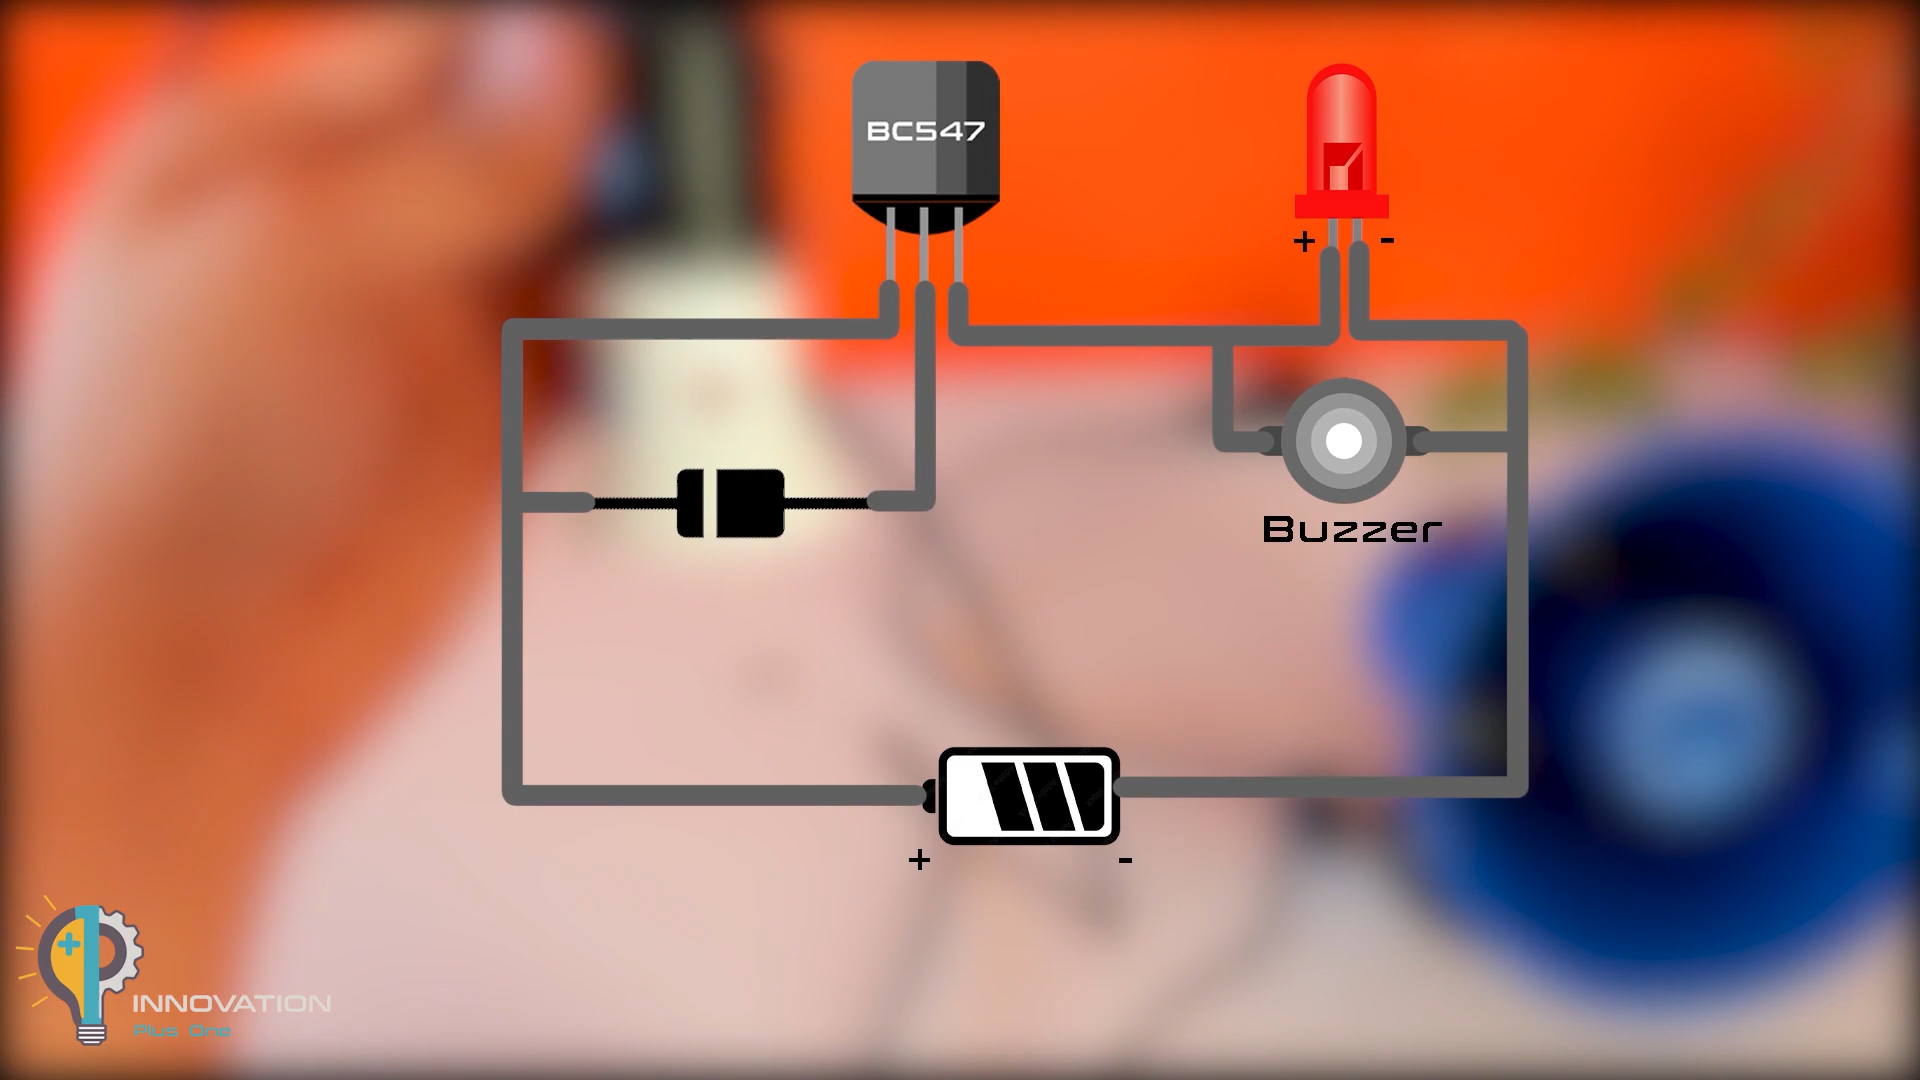 BC547
+ -
Buzzer
+ -
INNOVATION
Plus One